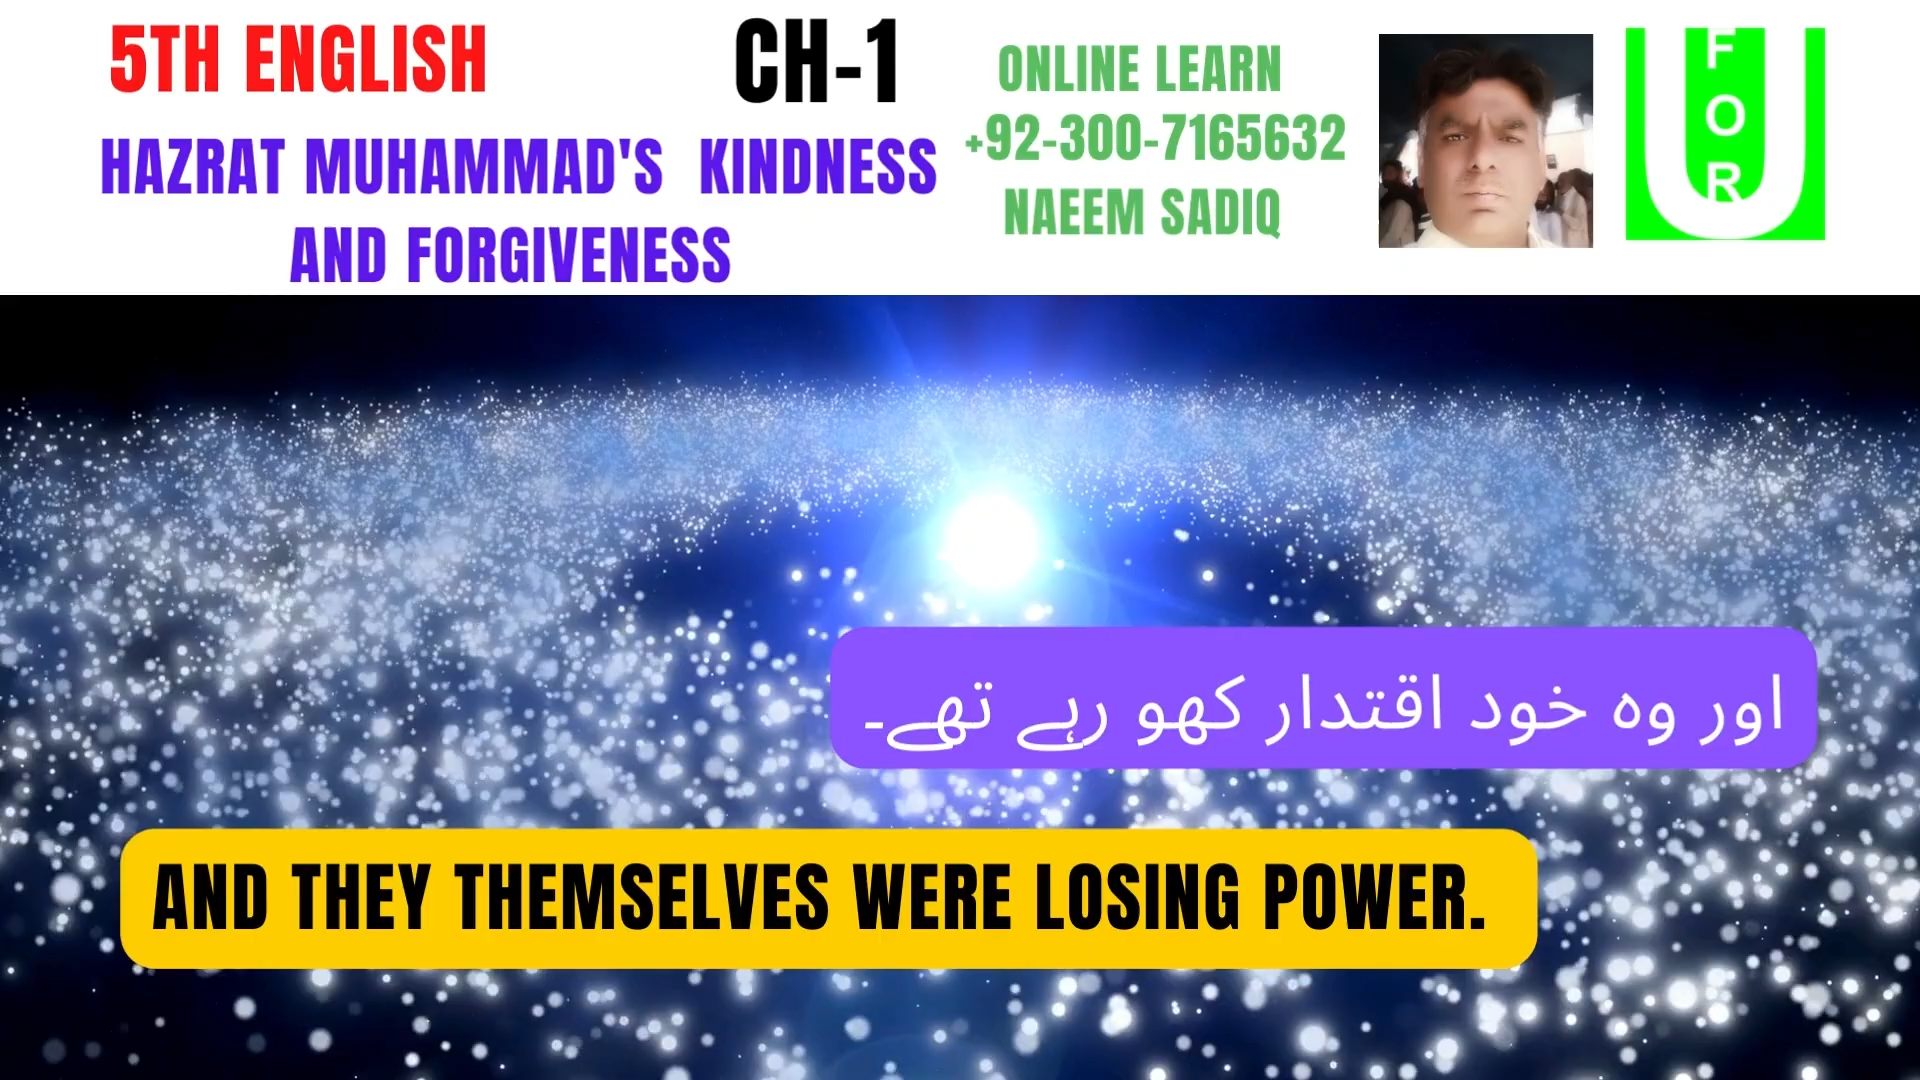 5TH ENGLISH
CH-1
HAZRAT MUHAMMAD'S KINDNESS
AND FORGIVENESS
ONLINE LEARN
+92-300-7165632
NAEEM SADIQ
U
FOR
اور وہ خود اقتدار کھو رہے تھے۔
AND THEY THEMSELVES WERE LOSING POWER.